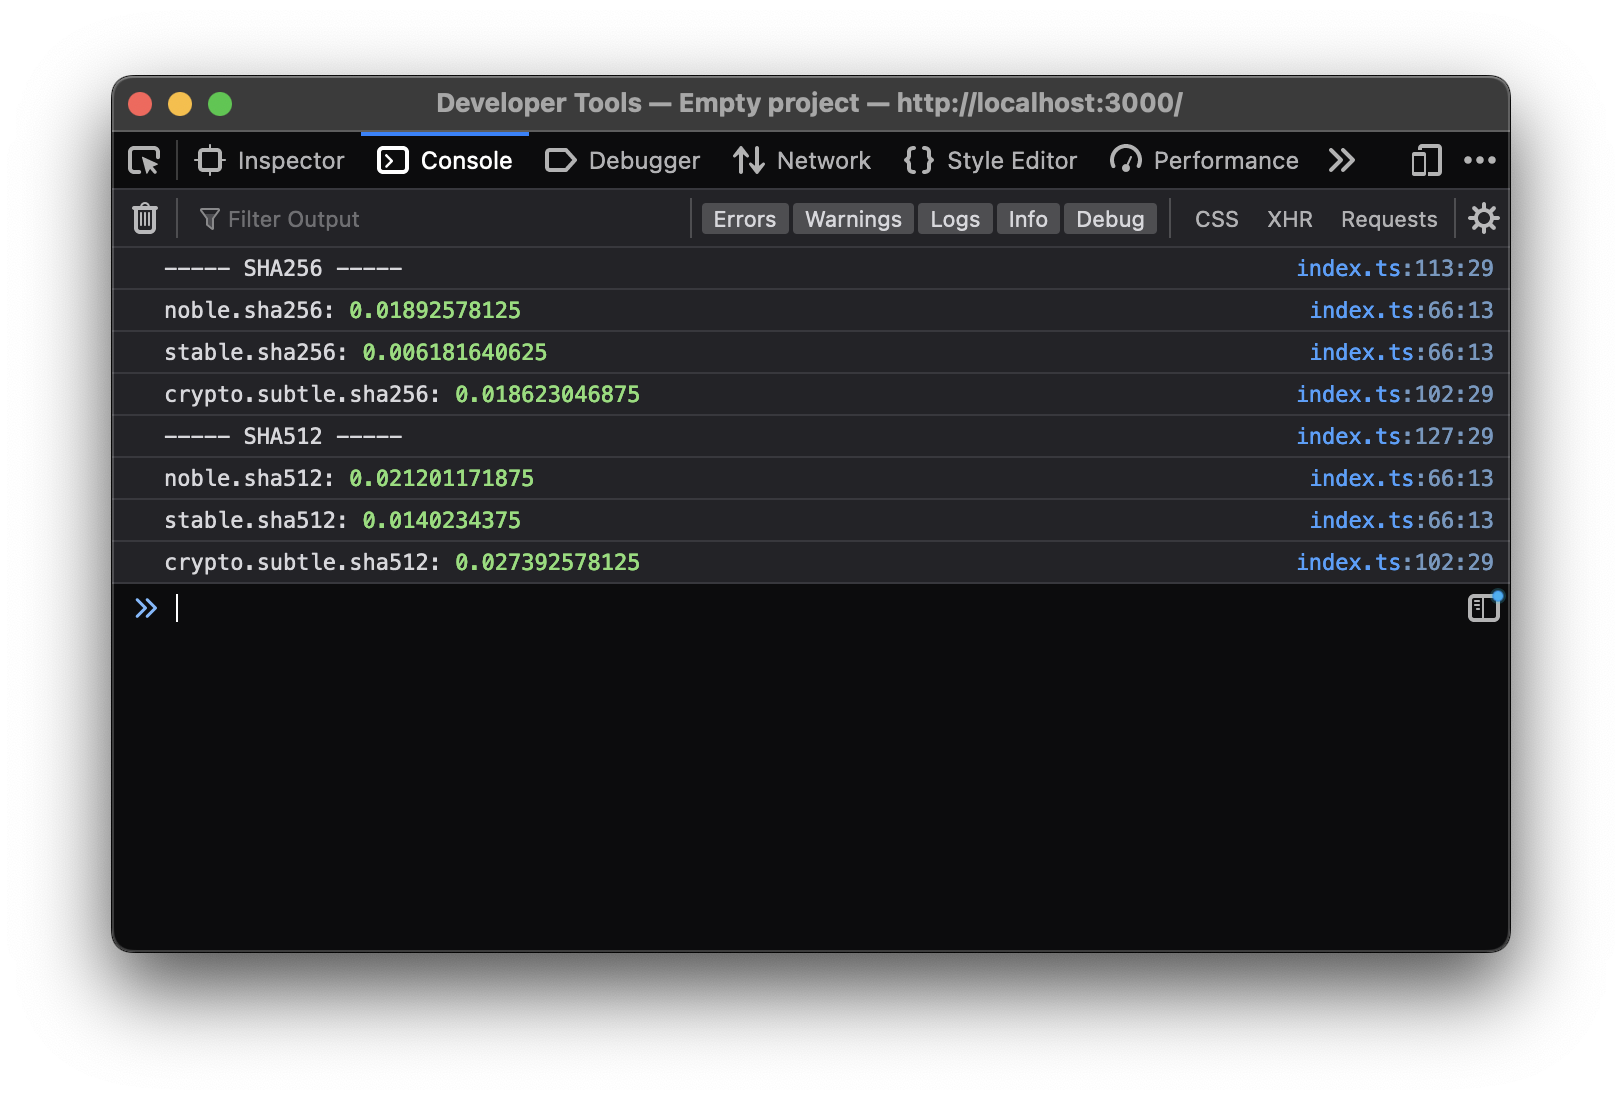 Developer Tools — Empty project — http://localhost:3000/
Inspector Console Debugger Network Style Editor Performance
Filter Output Errors Warnings Logs Info Debug CSS XHR Requests
----- SHA256 ----- index.ts:113:29
noble.sha256: 0.01892578125 index.ts:66:13
stable.sha256: 0.006181640625 index.ts:66:13
crypto.subtle.sha256: 0.018623046875 index.ts:102:29
----- SHA512 ----- index.ts:127:29
noble.sha512: 0.021201171875 index.ts:66:13
stable.sha512: 0.0140234375 index.ts:66:13
crypto.subtle.sha512: 0.027392578125 index.ts:102:29